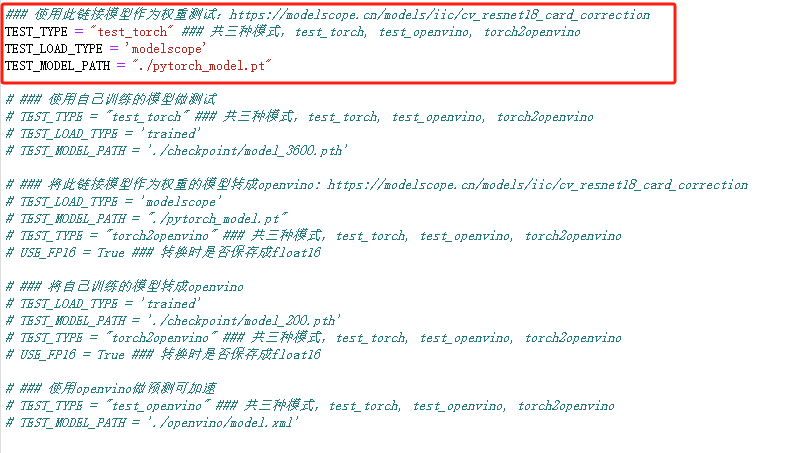 ### 使用此链接模型作为权重测试：https://modelscope.cn/models/iic/cv_resnet18_card_correction
TEST_TYPE = "test_torch" ### 共三种模式，test_torch, test_openvino, torch2openvino
TEST_LOAD_TYPE = 'modelscope'
TEST_MODEL_PATH = "./pytorch_model.pt"
# ### 使用自己训练的模型做测试
# TEST_TYPE = "test_torch" ### 共三种模式，test_torch, test_openvino, torch2openvino
# TEST_LOAD_TYPE = 'trained'
# TEST_MODEL_PATH = './checkpoint/model_3600.pth'
# ### 将此链接模型作为权重的模型转成openvino：https://modelscope.cn/models/iic/cv_resnet18_card_correction
# TEST_LOAD_TYPE = 'modelscope'
# TEST_MODEL_PATH = "./pytorch_model.pt"
# TEST_TYPE = "torch2openvino" ### 共三种模式，test_torch, test_openvino, torch2openvino
# USE_FP16 = True ### 转换时是否保存成float16
# ### 将自己训练的模型转成openvino
# TEST_LOAD_TYPE = 'trained'
# TEST_MODEL_PATH = './checkpoint/model_200.pth'
# TEST_TYPE = "torch2openvino" ### 共三种模式，test_torch, test_openvino, torch2openvino
# USE_FP16 = True ### 转换时是否保存成float16
# ### 使用openvino做预测可加速
# TEST_TYPE = "test_openvino" ### 共三种模式，test_torch, test_openvino, torch2openvino
# TEST_MODEL_PATH = './openvino/model.xml'